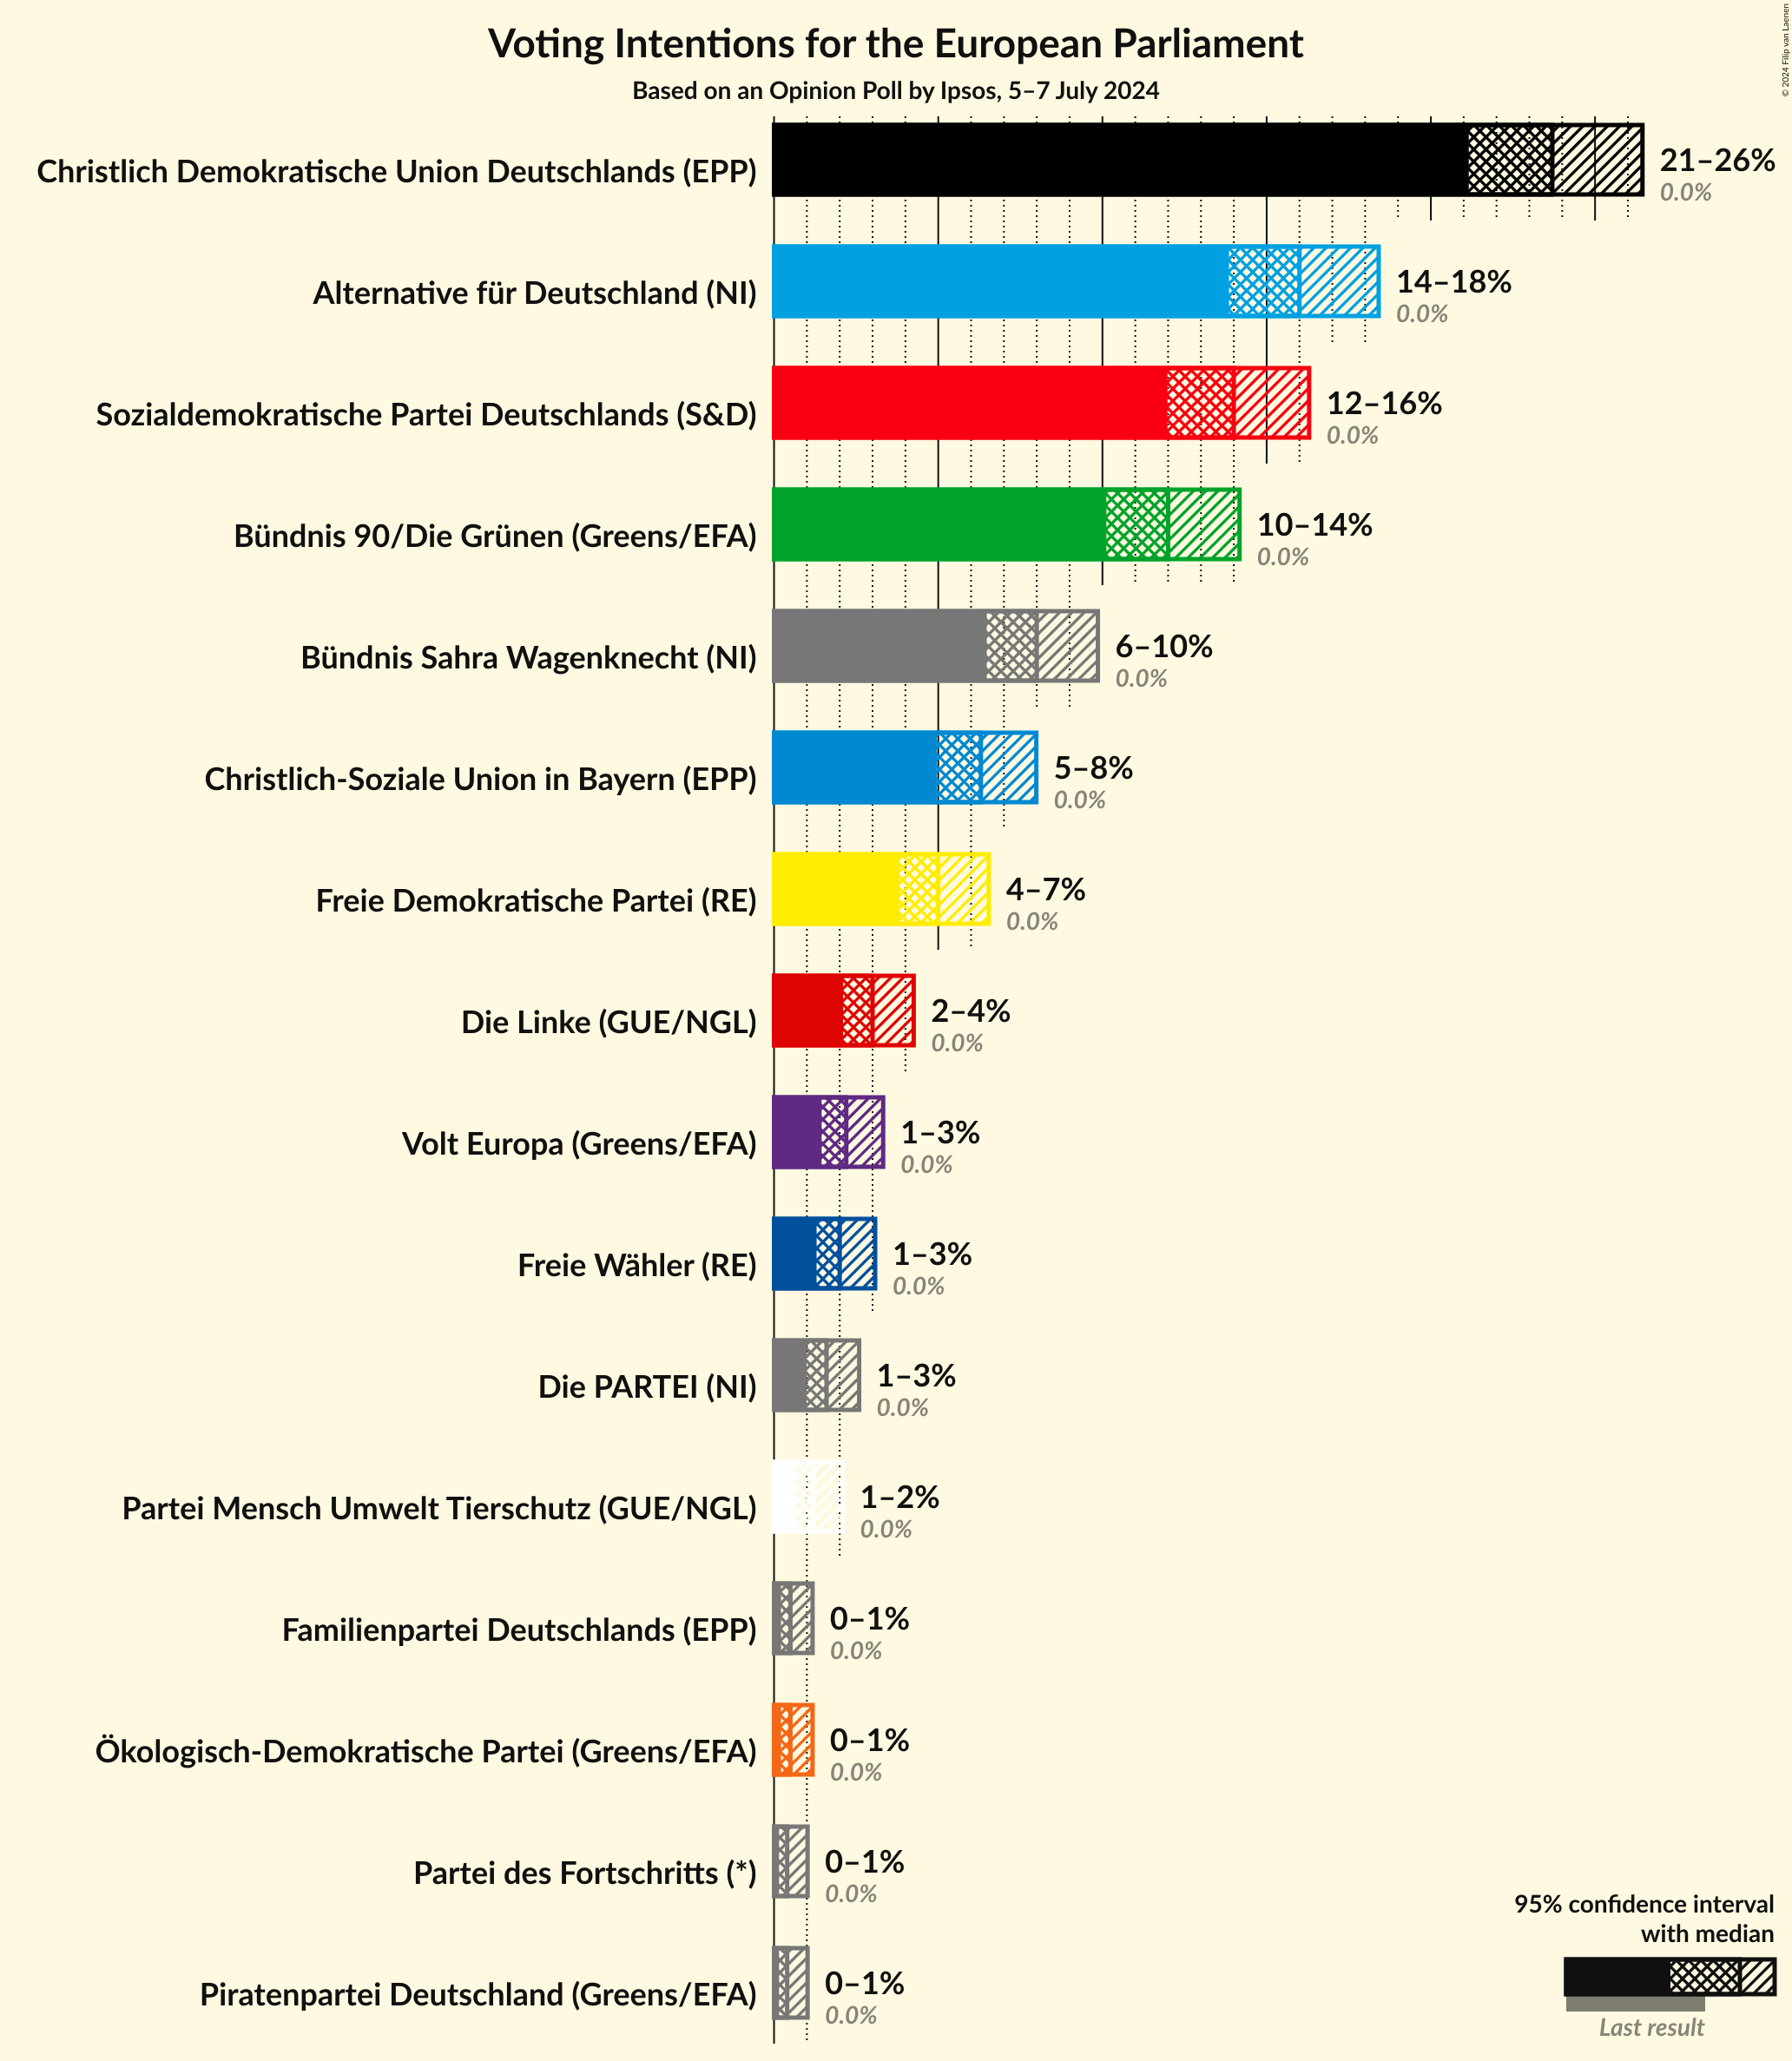 Voting Intentions for the European Parliament
Based on an Opinion Poll by Ipsos, 5–7 July 2024
© 2024 Filip van Laenen
Christlich Demokratische Union Deutschlands (EPP)
21–26%
0.0%
Alternative für Deutschland (NI)
14–18%
0.0%
Sozialdemokratische Partei Deutschlands (S&D)
12–16%
0.0%
Bündnis 90/Die Grünen (Greens/EFA)
10–14%
0.0%
Bündnis Sahra Wagenknecht (NI)
6–10%
0.0%
Christlich-Soziale Union in Bayern (EPP)
5–8%
0.0%
Freie Demokratische Partei (RE)
4–7%
0.0%
Die Linke (GUE/NGL)
2–4%
0.0%
Volt Europa (Greens/EFA)
1–3%
0.0%
Freie Wähler (RE)
1–3%
0.0%
Die PARTEI (NI)
1–3%
0.0%
Partei Mensch Umwelt Tierschutz (GUE/NGL)
1–2%
0.0%
Familienpartei Deutschlands (EPP)
0–1%
0.0%
Ökologisch-Demokratische Partei (Greens/EFA)
0–1%
0.0%
Partei des Fortschritts (*)
0–1%
0.0%
Piratenpartei Deutschland (Greens/EFA)
0–1%
0.0%
95% confidence interval
with median
Last result